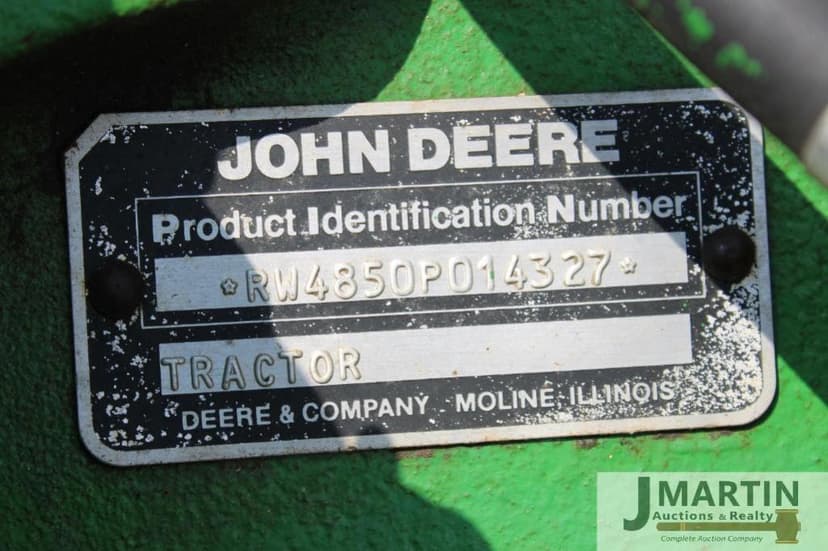 JOHN DEERE
Product Identification Number
*RW4850P014327*
TRACTOR
DEERE & COMPANY MOLINE, ILLINOIS
J MARTIN
Auctions & Realty
Complete Auction Company